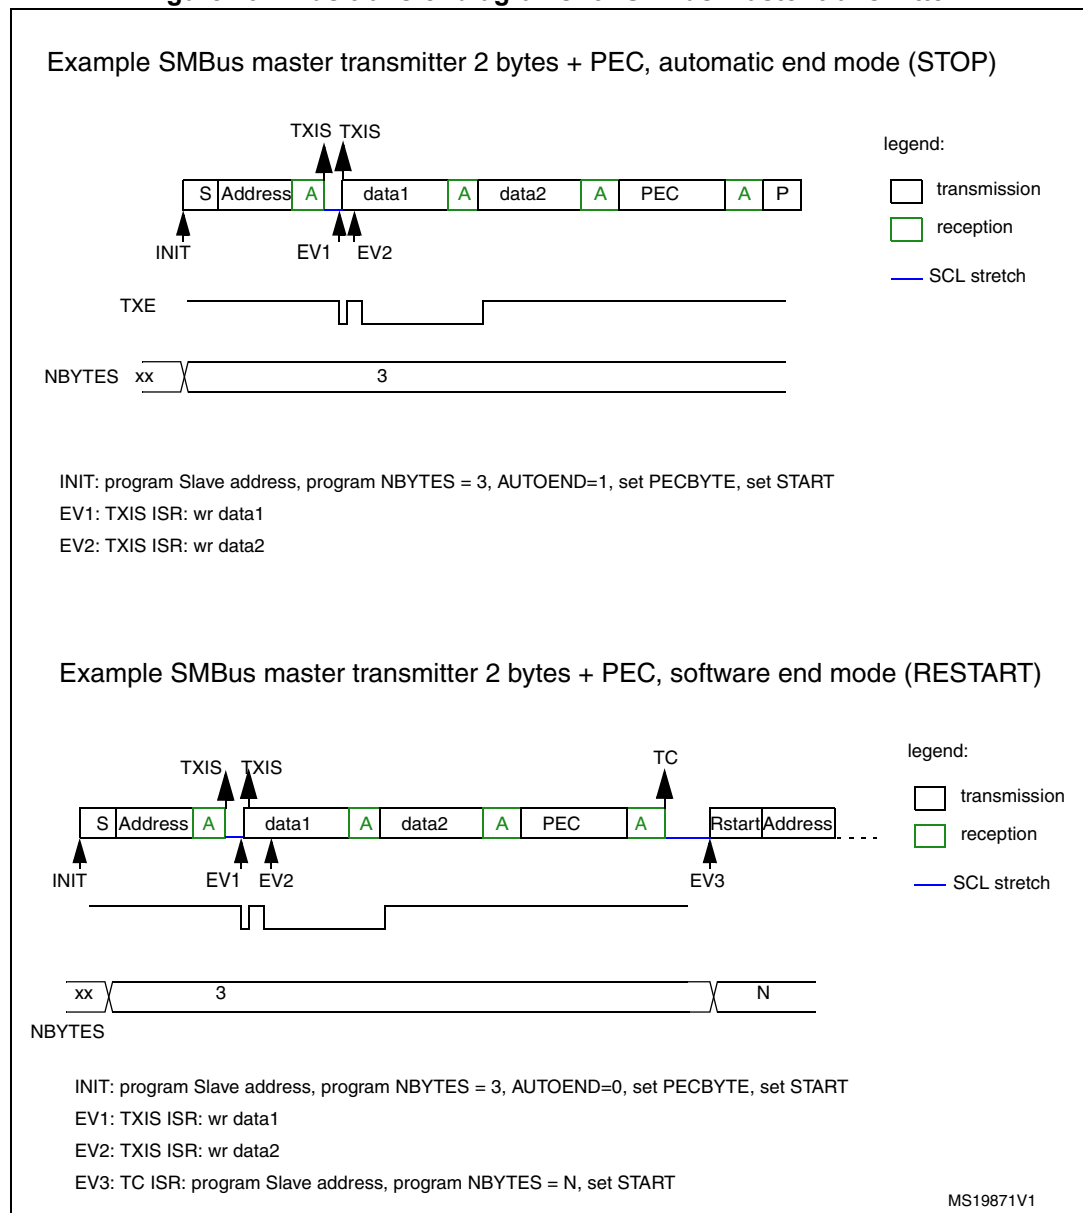 Example SMBus master transmitter 2 bytes + PEC, automatic end mode (STOP)
TXIS TXIS
legend:
S Address A data1 A data2 A PEC A P
transmission
reception
INIT EV1 EV2
SCL stretch
TXE
NBYTES xx 3
INIT: program Slave address, program NBYTES = 3, AUTOEND=1, set PECBYTE, set START
EV1: TXIS ISR: wr data1
EV2: TXIS ISR: wr data2
Example SMBus master transmitter 2 bytes + PEC, software end mode (RESTART)
TXIS TXIS TC
legend:
S Address A data1 A data2 A PEC A Rstart Address
transmission
reception
INIT EV1 EV2 EV3
SCL stretch
xx 3 N
NBYTES
INIT: program Slave address, program NBYTES = 3, AUTOEND=0, set PECBYTE, set START
EV1: TXIS ISR: wr data1
EV2: TXIS ISR: wr data2
EV3: TC ISR: program Slave address, program NBYTES = N, set START
MS19871V1